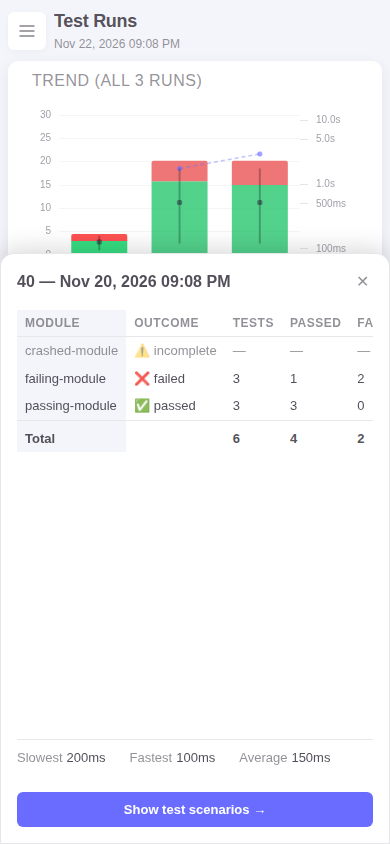 Test Runs
Nov 22, 2026 09:08 PM
TREND (ALL 3 RUNS)
30
25
20
15
10
5
0
10.0s
5.0s
1.0s
500ms
100ms
40 — Nov 20, 2026 09:08 PM ✕
MODULE OUTCOME TESTS PASSED FA
crashed-module ⚠️ incomplete — — —
failing-module ❌ failed 3 1 2
passing-module ✅ passed 3 3 0
Total 6 4 2
Slowest 200ms Fastest 100ms Average 150ms
Show test scenarios →